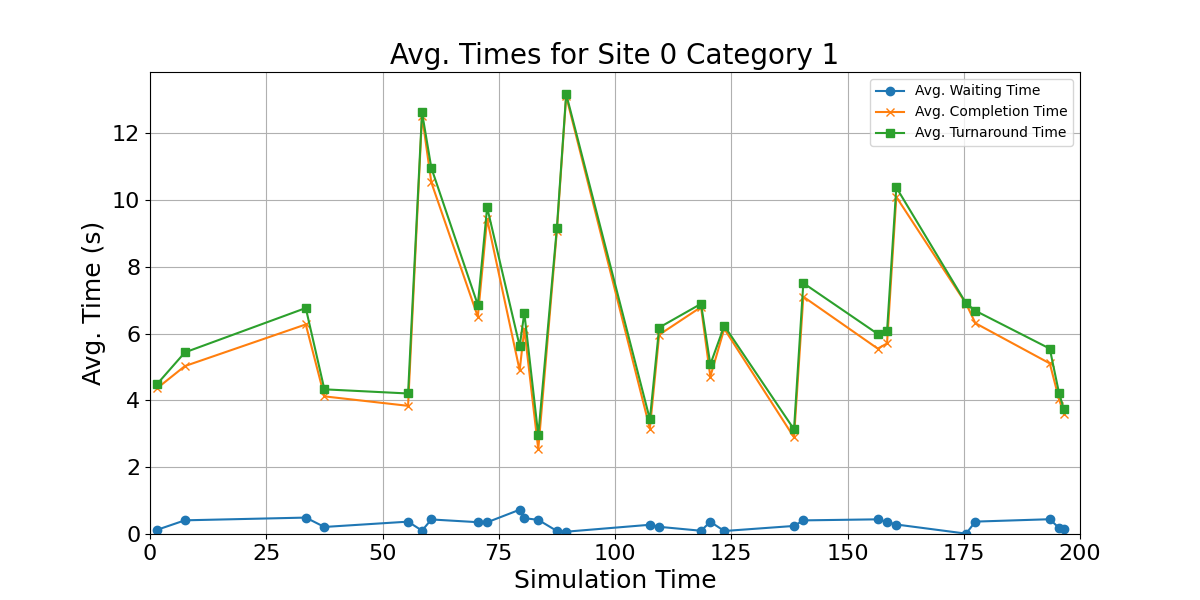 Avg. Times for Site 0 Category 1
Avg. Waiting Time
Avg. Completion Time
Avg. Turnaround Time
Avg. Time (s)
12
10
8
6
4
2
0
0 25 50 75 100 125 150 175 200
Simulation Time